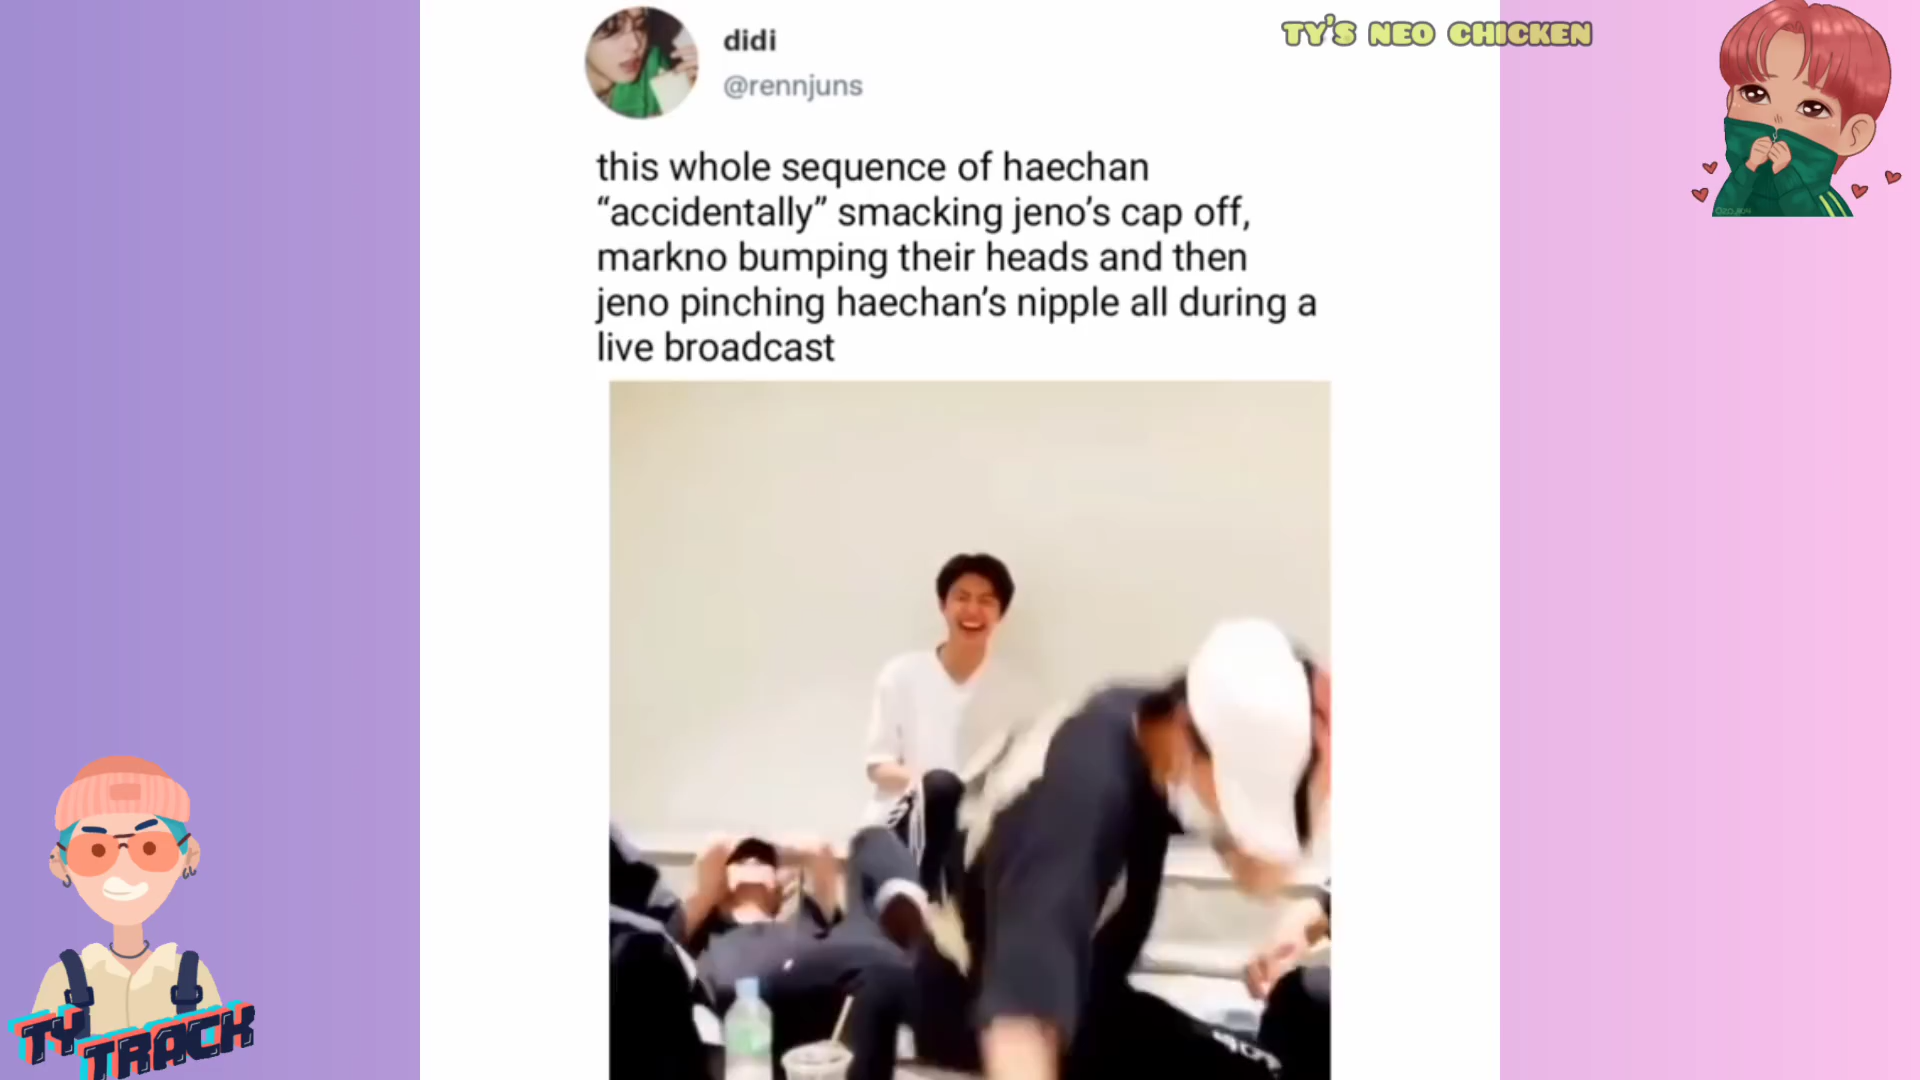 didi
@rennjuns
TY'S NEO CHICKEN
this whole sequence of haechan
“accidentally” smacking jeno’s cap off,
markno bumping their heads and then
jeno pinching haechan’s nipple all during a
live broadcast
TY
TRACK